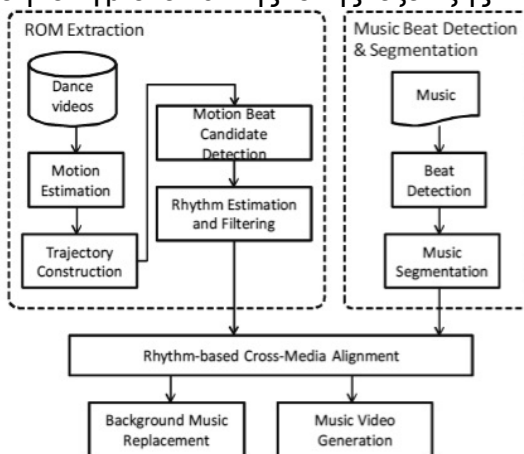 ROM Extraction
Dance
videos
Motion
Estimation
Trajectory
Construction
Motion Beat
Candidate
Detection
Rhythm Estimation
and Filtering
Music Beat Detection
& Segmentation
Music
Beat
Detection
Music
Segmentation
Rhythm-based Cross-Media Alignment
Background Music
Replacement
Music Video
Generation